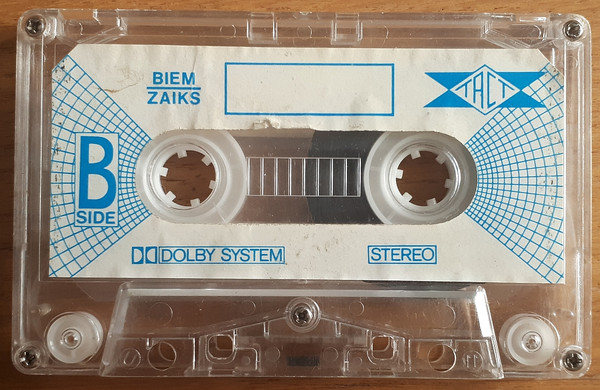 BIEM
ZAIKS
TACT
B
SIDE
DOLBY SYSTEM
STEREO